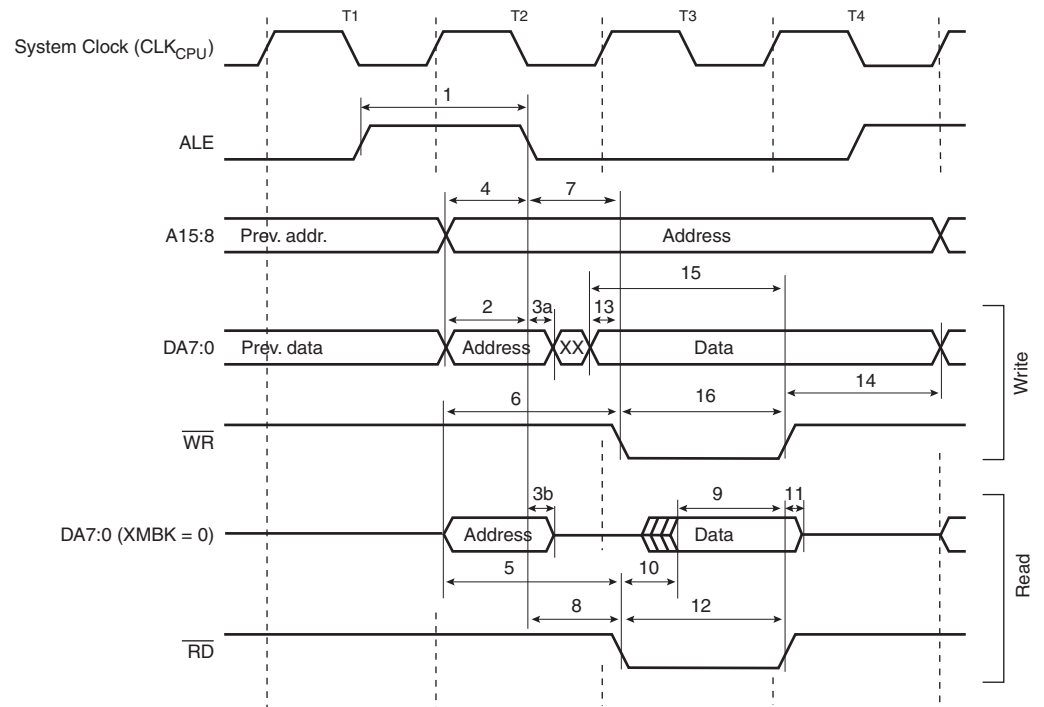 T1 T2 T3 T4
System Clock (CLKCPU)
1
ALE
4 7
A15:8 Prev. addr. Address
15
2 3a 13
DA7:0 Prev. data Address XX Data
14
6 16
WR
Write
3b 9 11
DA7:0 (XMBK = 0) Address Data
5 10
8 12
RD
Read